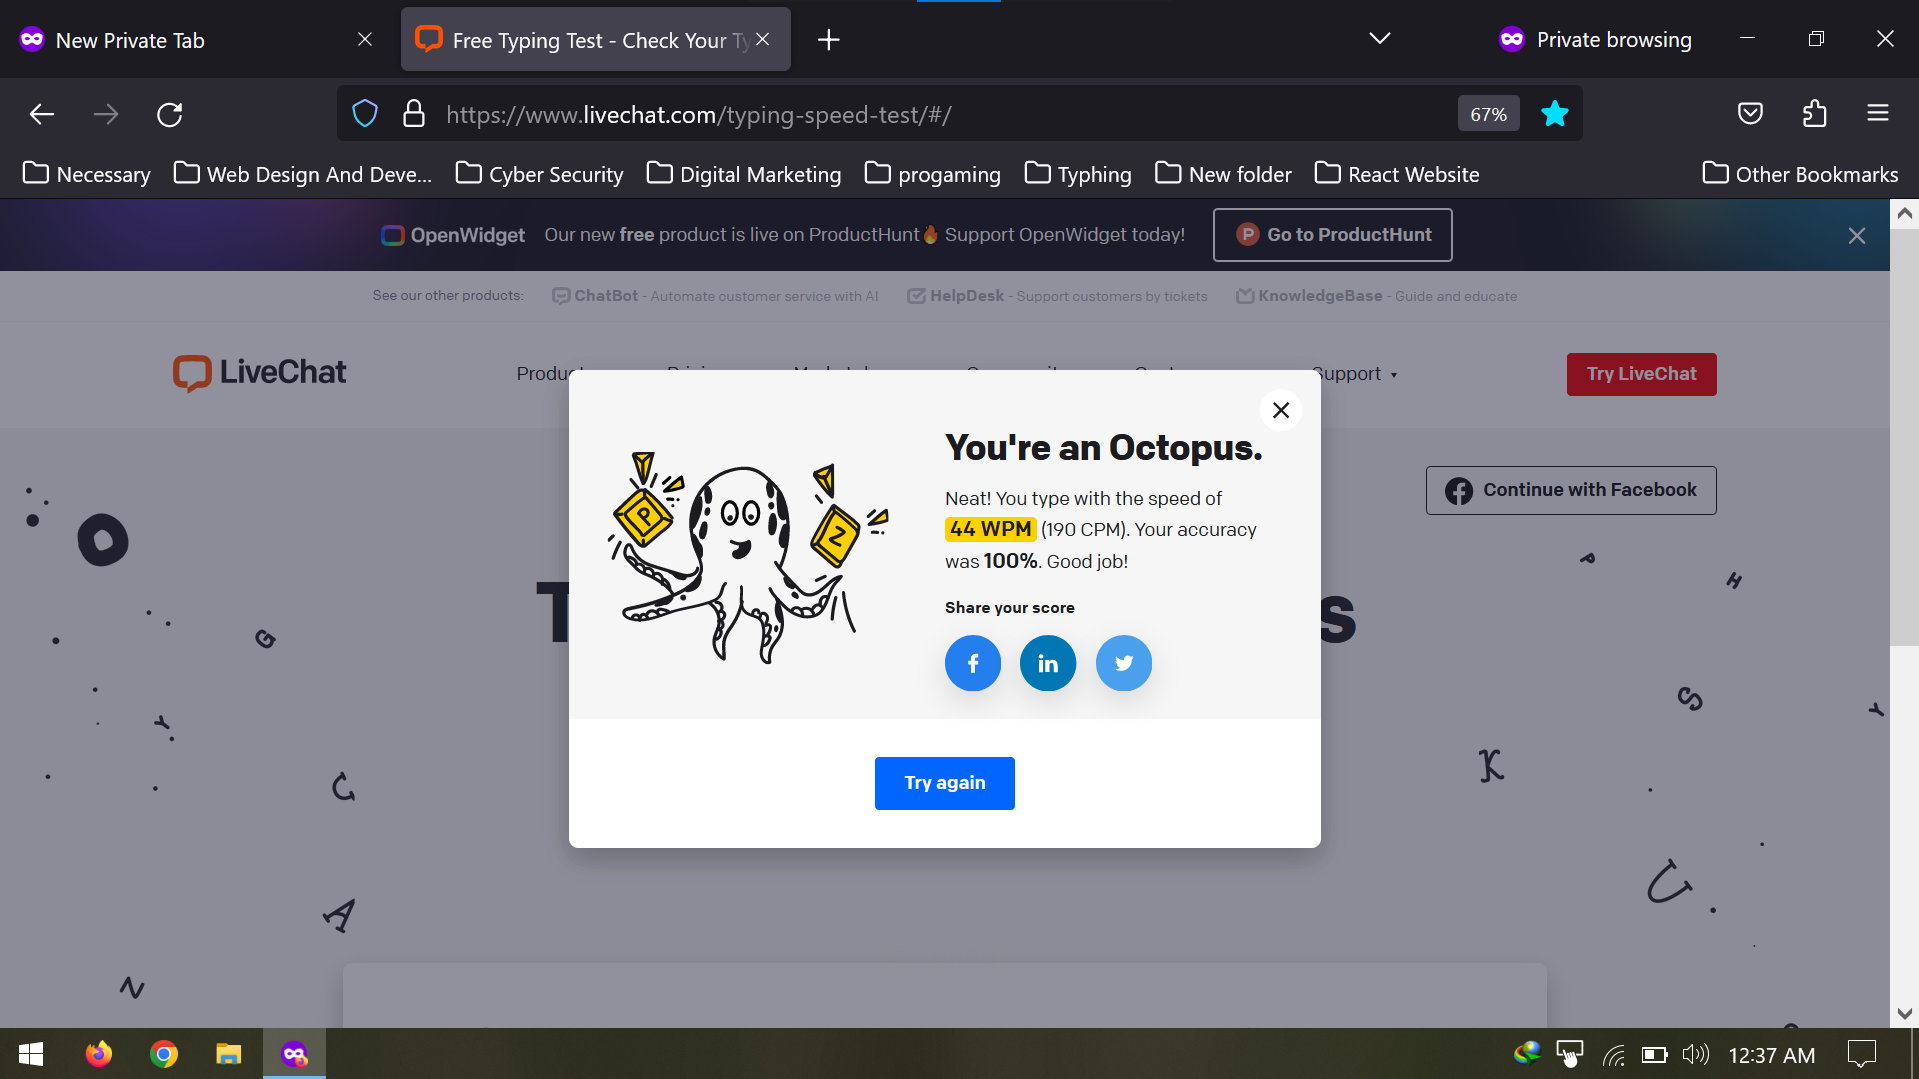 New Private Tab
Free Typing Test - Check Your Ty
Private browsing
https://www.livechat.com/typing-speed-test/#/
67%
Necessary
Web Design And Deve...
Cyber Security
Digital Marketing
progaming
Typhing
New folder
React Website
Other Bookmarks
OpenWidget
Our new free product is live on ProductHunt🔥 Support OpenWidget today!
P Go to ProductHunt
See our other products:
ChatBot - Automate customer service with AI
HelpDesk - Support customers by tickets
KnowledgeBase - Guide and educate
LiveChat
Support
Try LiveChat
You're an Octopus.
Neat! You type with the speed of
44 WPM (190 CPM). Your accuracy
was 100%. Good job!
Share your score
Try again
Continue with Facebook
P
Z
O
G
Y
C
A
N
P
H
S
Y
K
U
12:37 AM